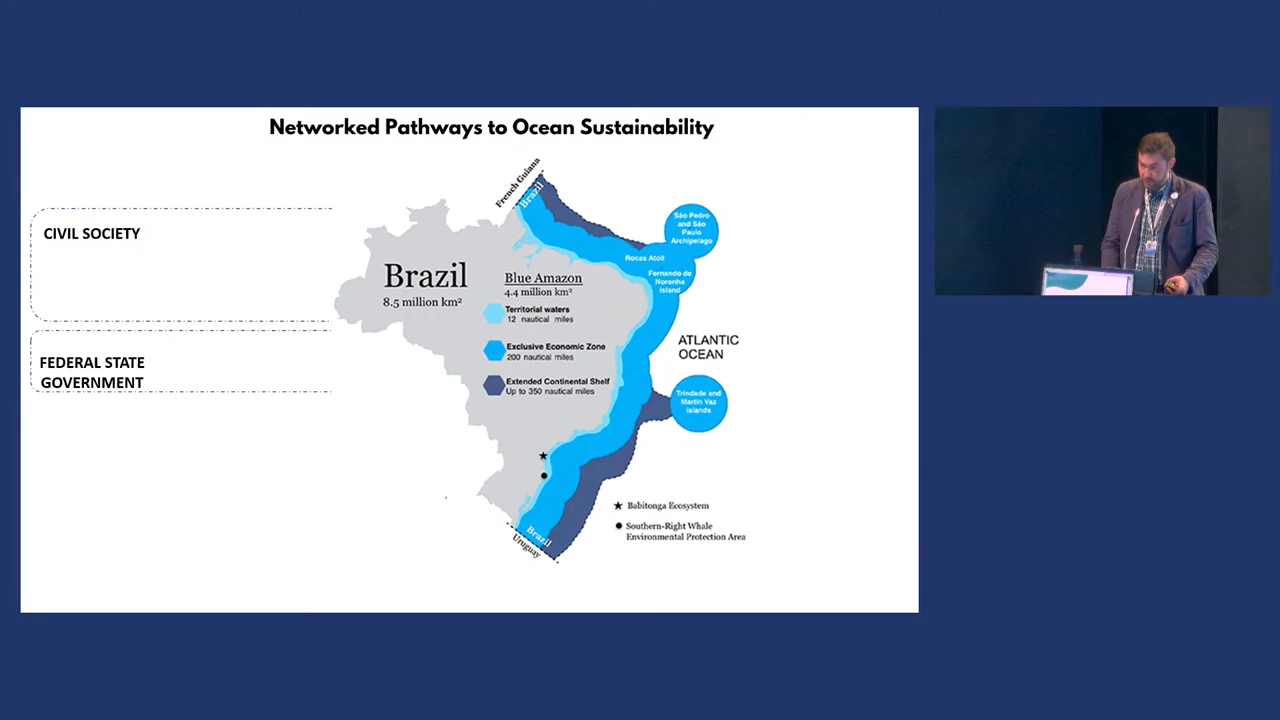 Networked Pathways to Ocean Sustainability
CIVIL SOCIETY
FEDERAL STATE
GOVERNMENT
French Guiana
Brazil
São Pedro
and São
Paulo
Archipelago
Rocas Atoll
Fernando de
Noronha
island
Brazil
8.5 million km²
Blue Amazon
4.4 million km²
Territorial waters
12 nautical miles
Exclusive Economic Zone
200 nautical miles
Extended Continental Shelf
Up to 350 nautical miles
ATLANTIC
OCEAN
Trindade and
Martin Vaz
islands
Babitonga Ecosystem
Southern-Right Whale
Environmental Protection Area
Brazil
Uruguay